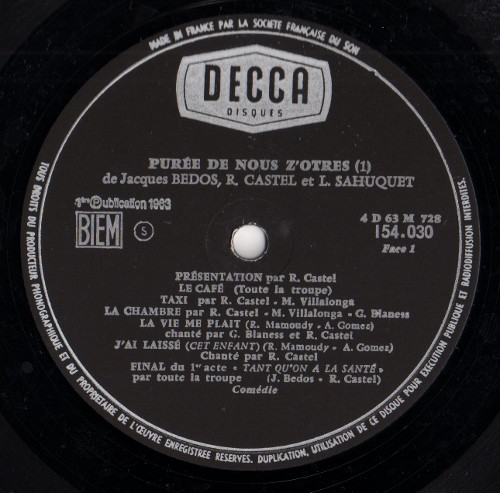 MADE IN FRANCE PAR LA SOCIETE FRANÇAISE DU SON
DECCA
DISQUES
PURÉE DE NOUS Z'OTRES (1)
de Jacques BEDOS, R. CASTEL et L. SAHUQUET
1ère Ⓟublication 1963
BIEM
S
4 D 63 M 728
154.030
Face 1
PRÉSENTATION par R. Castel
LE CAFÉ (Toute la troupe)
TAXI par R. Castel - M. Villalonga
LA CHAMBRE par R. Castel - M. Villalonga - G. Blaness
LA VIE ME PLAIT (R. Mamoudy - A. Gomez)
chanté par G. Blaness et R. Castel
J'AI LAISSÉ (CET ENFANT) (R. Mamoudy - A. Gomez)
Chanté par R. Castel
FINAL du 1er acte « TANT QU'ON A LA SANTÉ »
par toute la troupe (J. Bedos - R. Castel)
Comédie
TOUS DROITS DU PRODUCTEUR PHONOGRAPHIQUE ET DU PROPRIETAIRE DE L'ŒUVRE ENREGISTREE RESERVES. DUPLICATION, UTILISATION DE CE DISQUE POUR EXECUTION PUBLIQUE ET RADIODIFFUSION INTERDITES.